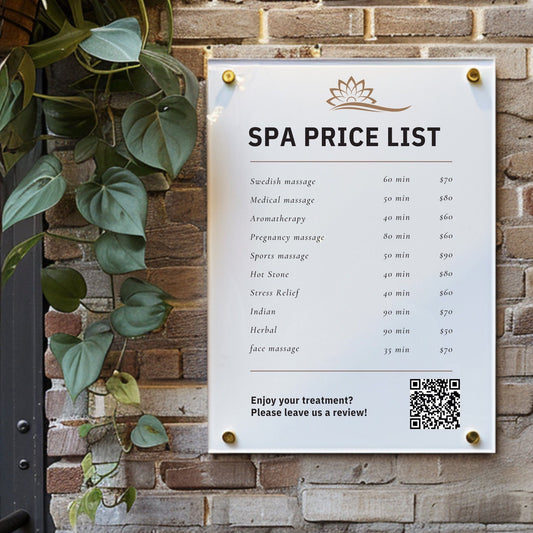 SPA PRICE LIST
Swedish massage 60 min $70
Medical massage 50 min $80
Aromatherapy 40 min $60
Pregnancy massage 80 min $60
Sports massage 50 min $90
Hot Stone 40 min $80
Stress Relief 40 min $60
Indian 90 min $70
Herbal 90 min $50
face massage 35 min $70
Enjoy your treatment?
Please leave us a review!